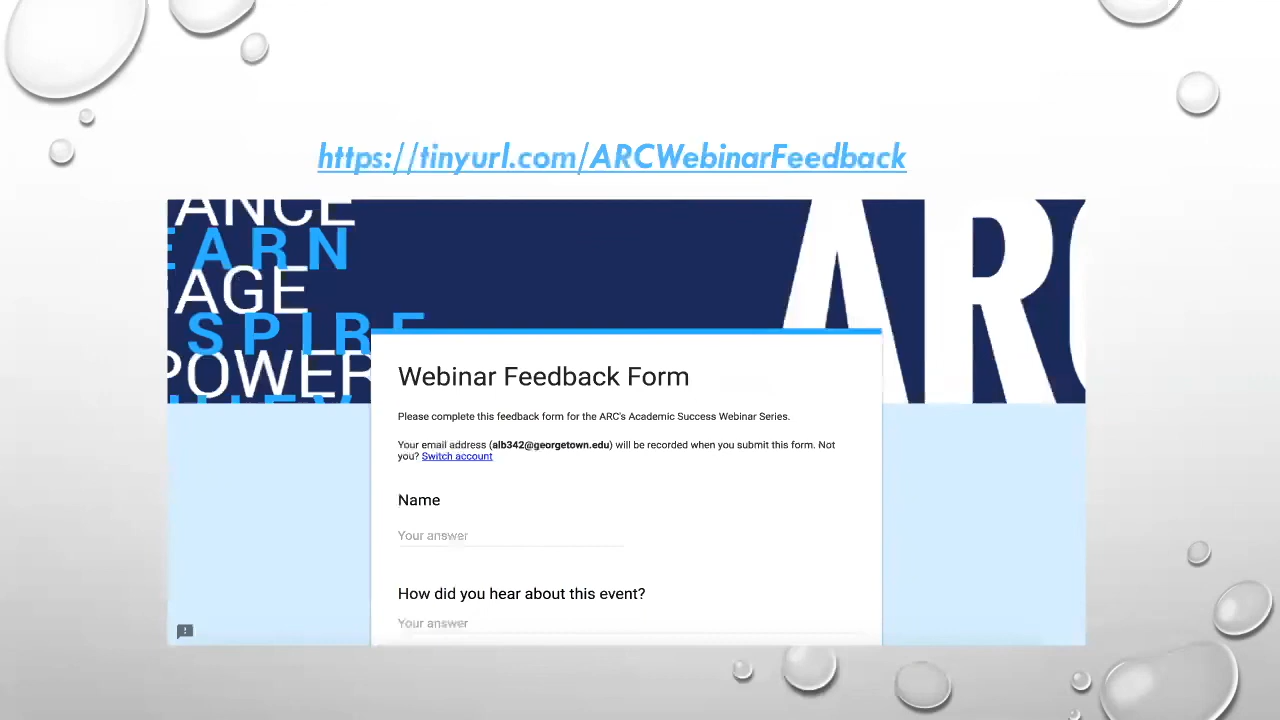 https://tinyurl.com/ARCWebinarFeedback
ANCE
EARN
AGE
SPIRE
POWER
ARC
Webinar Feedback Form
Please complete this feedback form for the ARC's Academic Success Webinar Series.
Your email address (alb342@georgetown.edu) will be recorded when you submit this form. Not
you? Switch account
Name
Your answer
How did you hear about this event?
Your answer